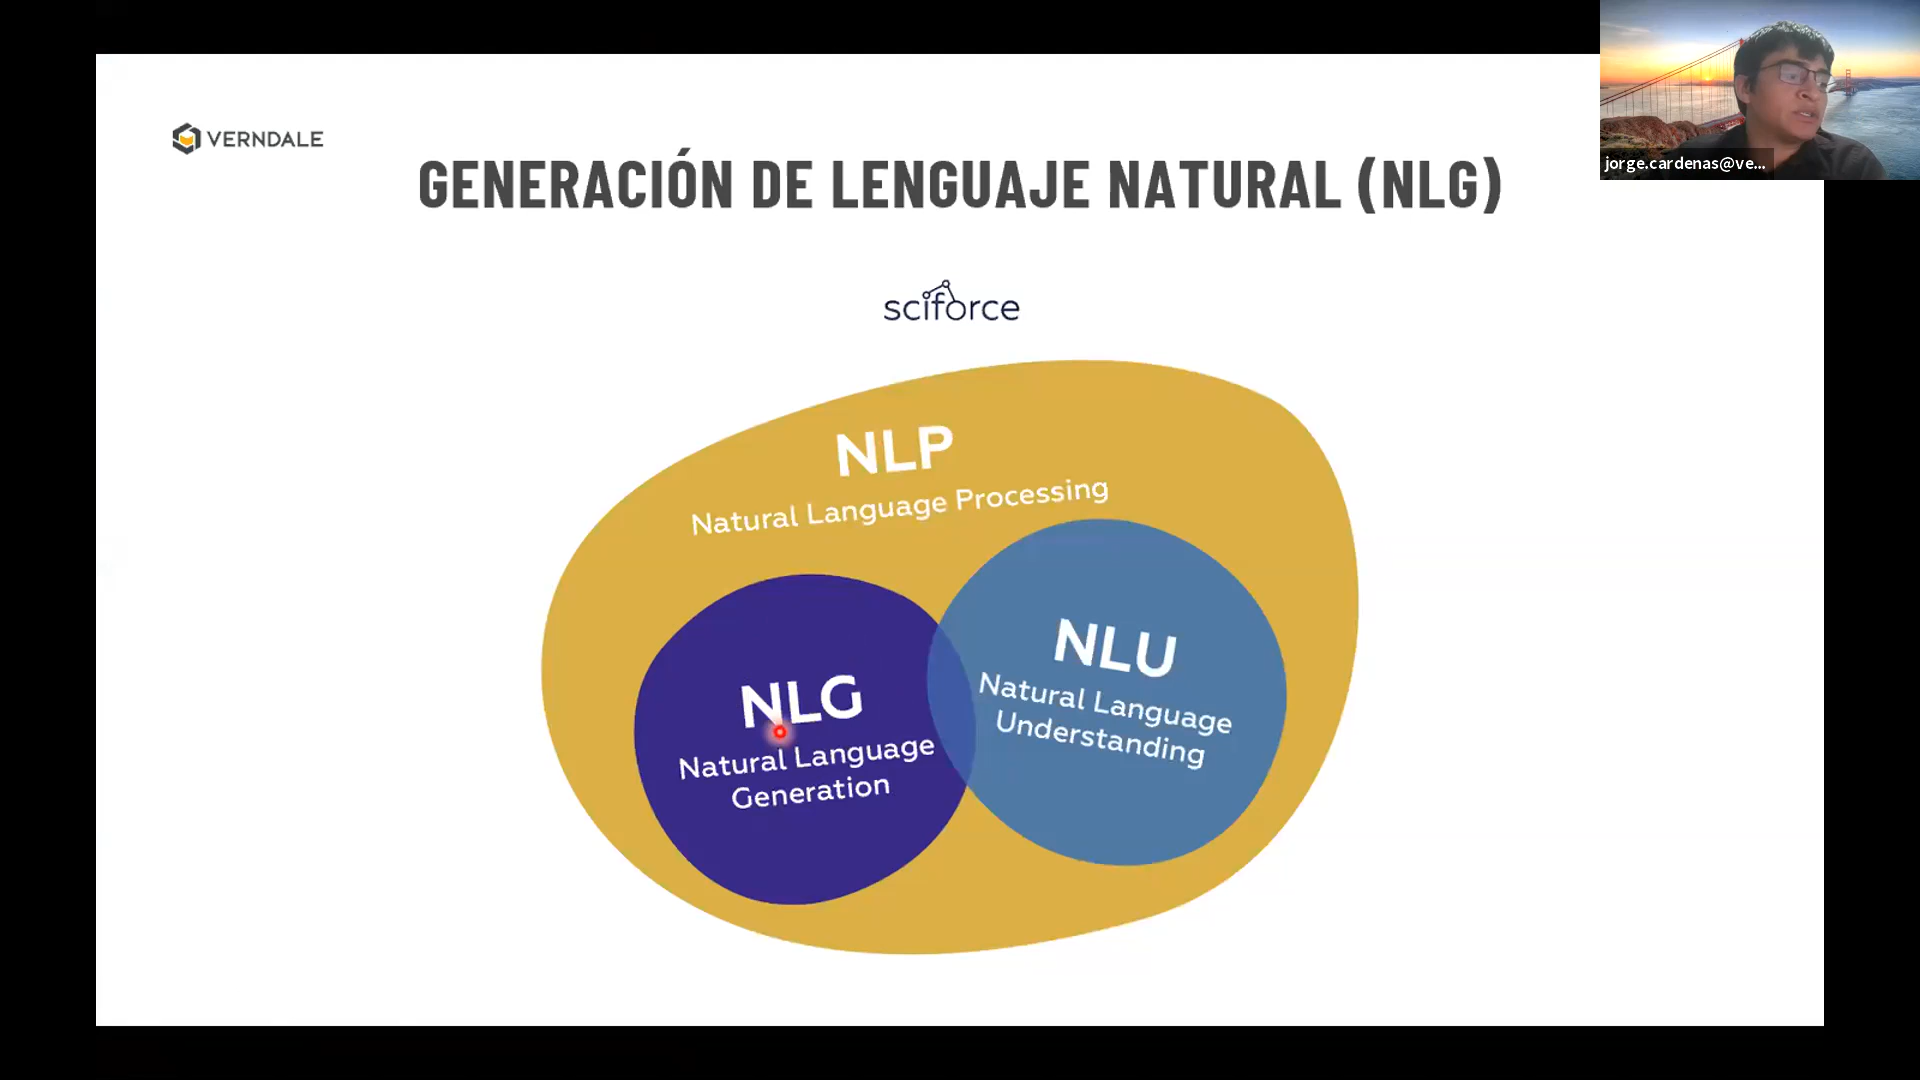 VERNDALE
GENERACIÓN DE LENGUAJE NATURAL (NLG)
jorge.cardenas@ve...
sciforce
NLP
Natural Language Processing
NLG
Natural Language
Generation
NLU
Natural Language
Understanding